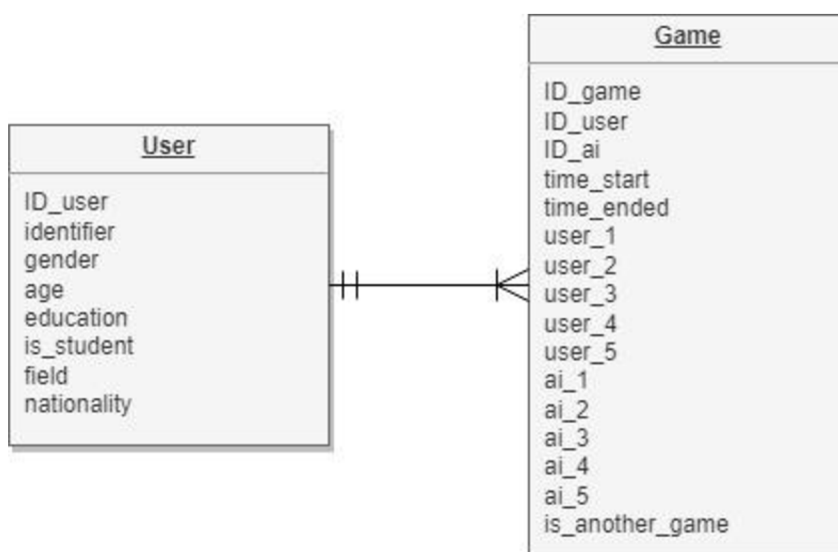 User
ID_user
identifier
gender
age
education
is_student
field
nationality
Game
ID_game
ID_user
ID_ai
time_start
time_ended
user_1
user_2
user_3
user_4
user_5
ai_1
ai_2
ai_3
ai_4
ai_5
is_another_game